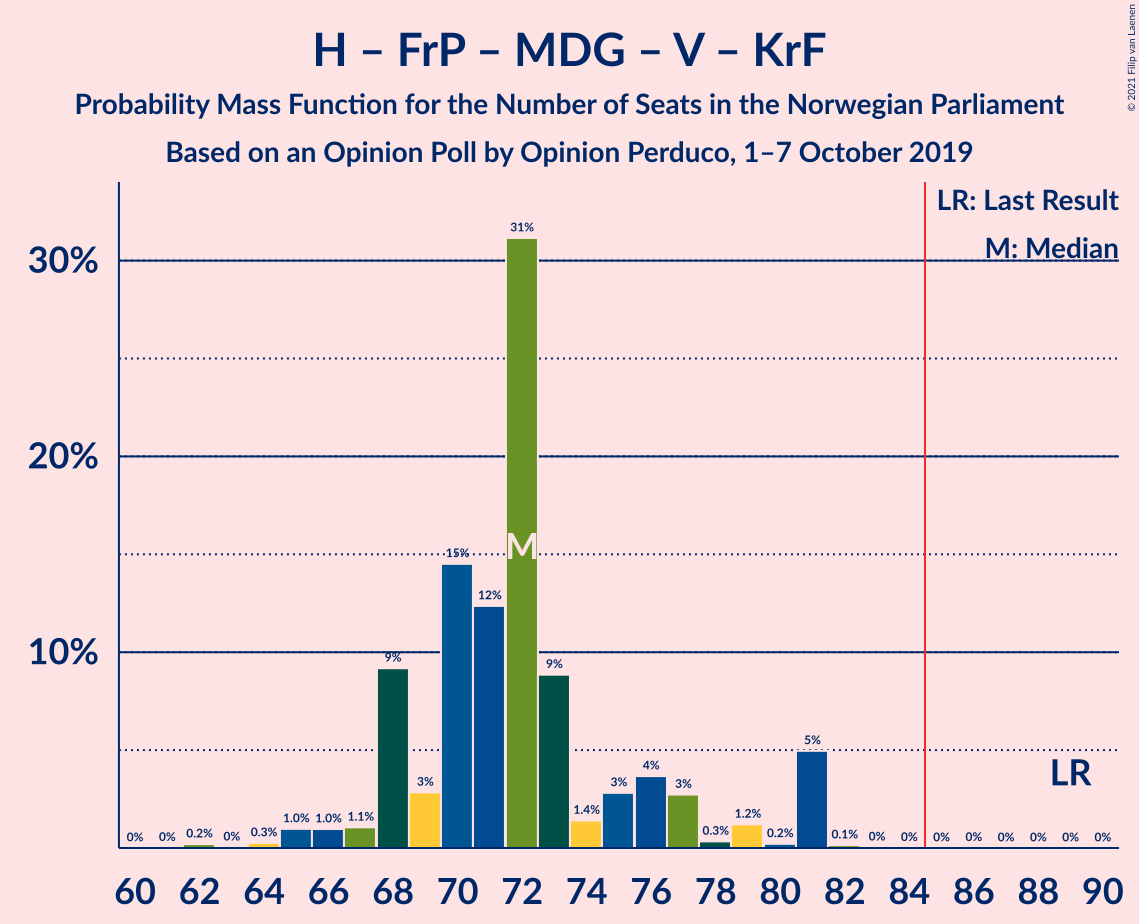 H – FrP – MDG – V – KrF
Probability Mass Function for the Number of Seats in the Norwegian Parliament
Based on an Opinion Poll by Opinion Perduco, 1–7 October 2019
© 2021 Filip van Laenen
LR: Last Result
M: Median
30%
20%
10%
0% 0% 0.2% 0% 0.3% 1.0% 1.0% 1.1% 9% 3% 15% 12% 31% 9% 1.4% 3% 4% 3% 0.3% 1.2% 0.2% 5% 0.1% 0% 0% 0% 0% 0% 0% 0% 0%
M
LR
60 62 64 66 68 70 72 74 76 78 80 82 84 86 88 90